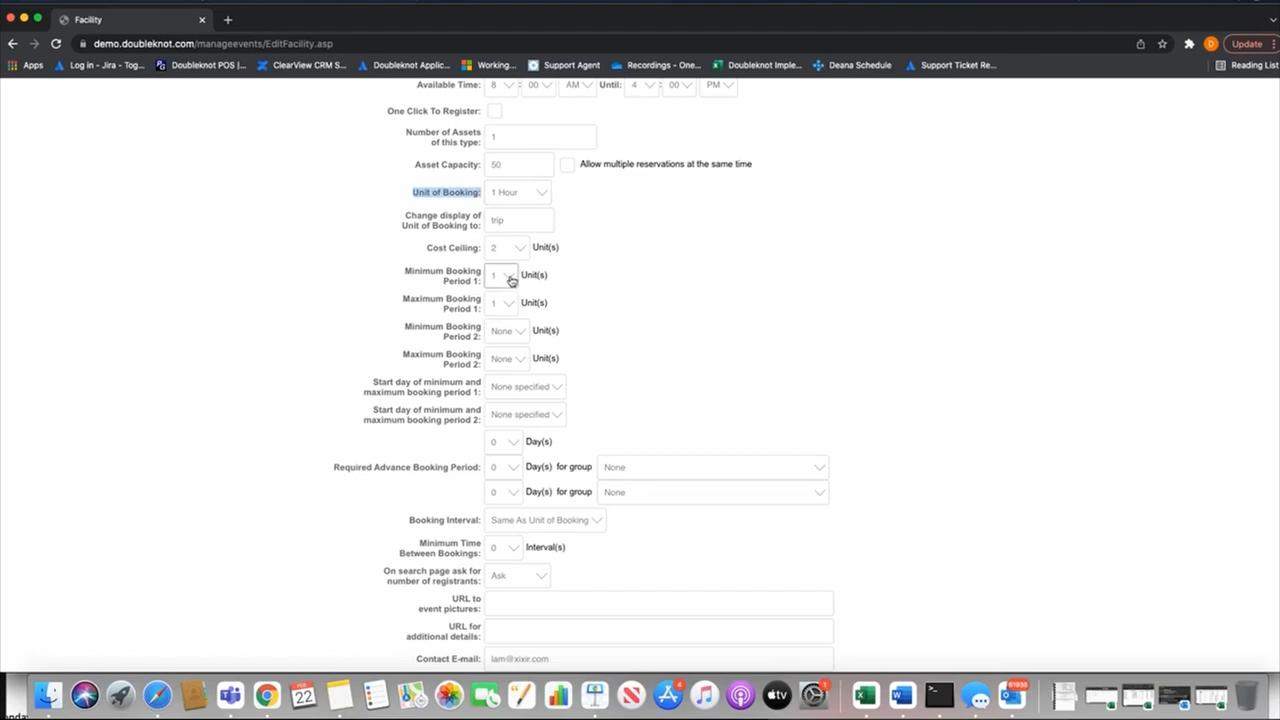 Facility
demo.doubleknot.com/manageevents/EditFacility.asp
Update
Apps
Log in - Jira - Tog...
Doubleknot POS |...
ClearView CRM S...
Doubleknot Applic...
Working...
Support Agent
Recordings - One...
Doubleknot Imple...
Deana Schedule
Support Ticket Re...
Reading List
Available Time: 8 : 00 AM Until: 4 : 00 PM
One Click To Register:
Number of Assets
of this type: 1
Asset Capacity: 50 Allow multiple reservations at the same time
Unit of Booking: 1 Hour
Change display of
Unit of Booking to: trip
Cost Ceiling: 2 Unit(s)
Minimum Booking
Period 1: 1 Unit(s)
Maximum Booking
Period 1: 1 Unit(s)
Minimum Booking
Period 2: None Unit(s)
Maximum Booking
Period 2: None Unit(s)
Start day of minimum and
maximum booking period 1: None specified
Start day of minimum and
maximum booking period 2: None specified
0 Day(s)
Required Advance Booking Period: 0 Day(s) for group None
0 Day(s) for group None
Booking Interval: Same As Unit of Booking
Minimum Time
Between Bookings: 0 Interval(s)
On search page ask for
number of registrants: Ask
URL to
event pictures:
URL for
additional details:
Contact E-mail: lam@xixir.com
FEB
22
4
tv
1
61930